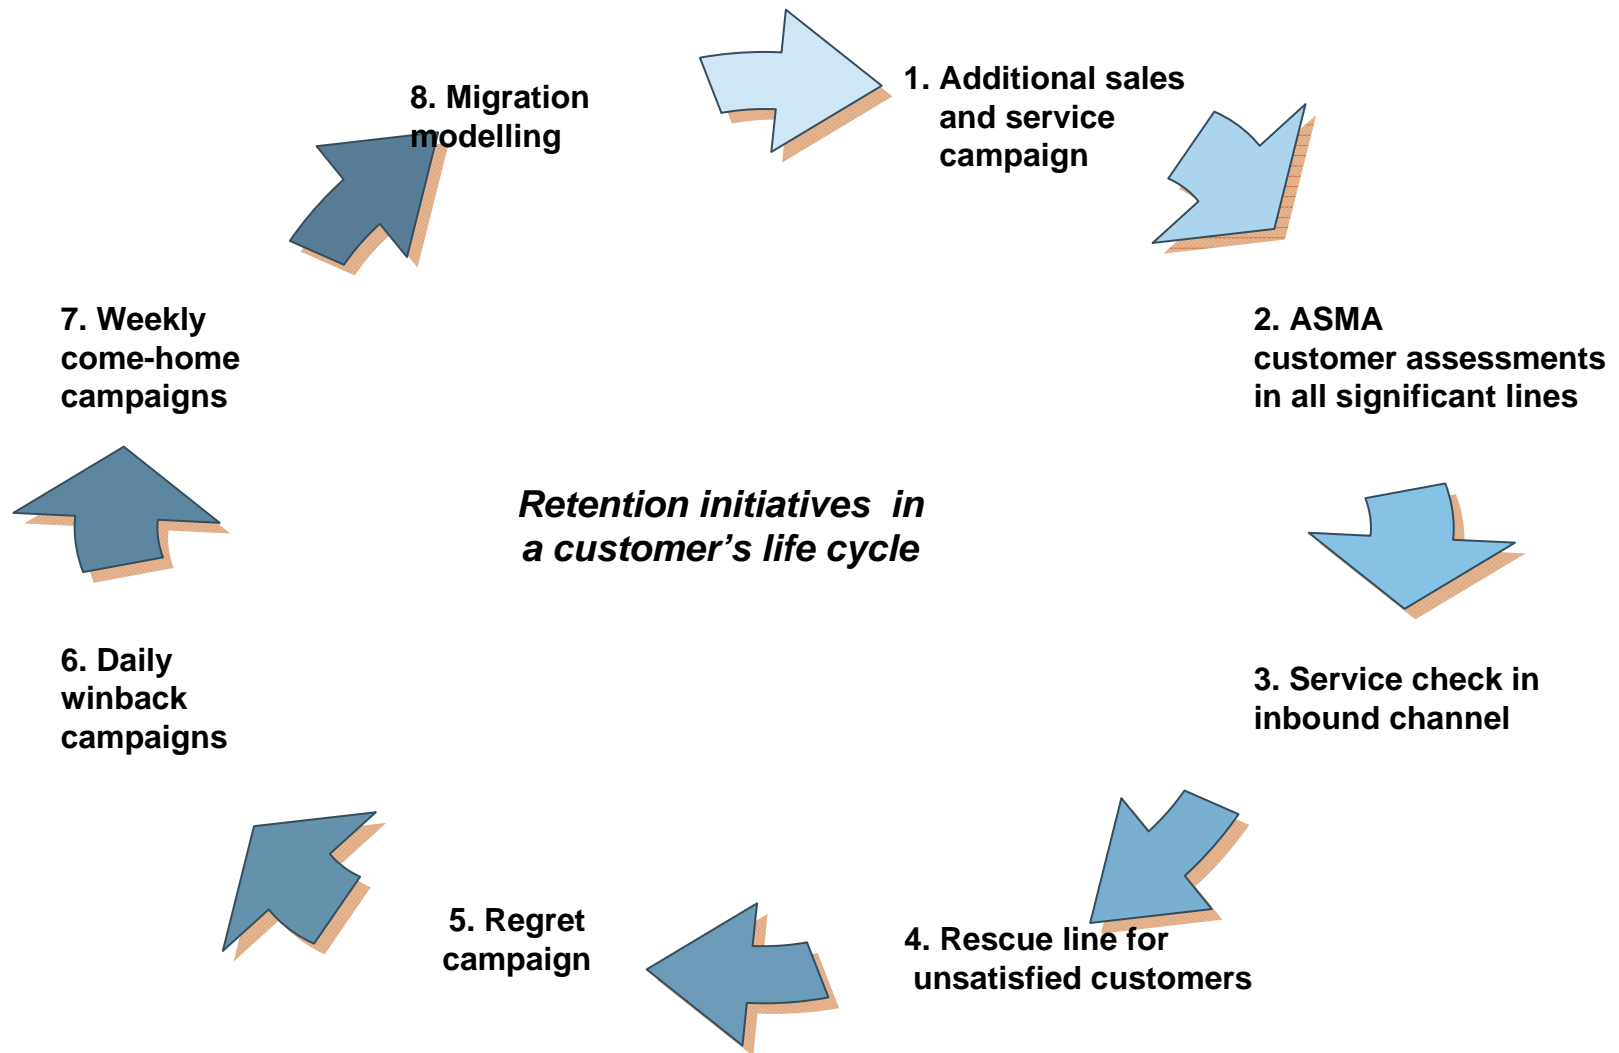 1. Additional sales
and service
campaign
2. ASMA
customer assessments
in all significant lines
3. Service check in
inbound channel
4. Rescue line for
unsatisfied customers
5. Regret
campaign
6. Daily
winback
campaigns
7. Weekly
come-home
campaigns
8. Migration
modelling
Retention initiatives in
a customer’s life cycle